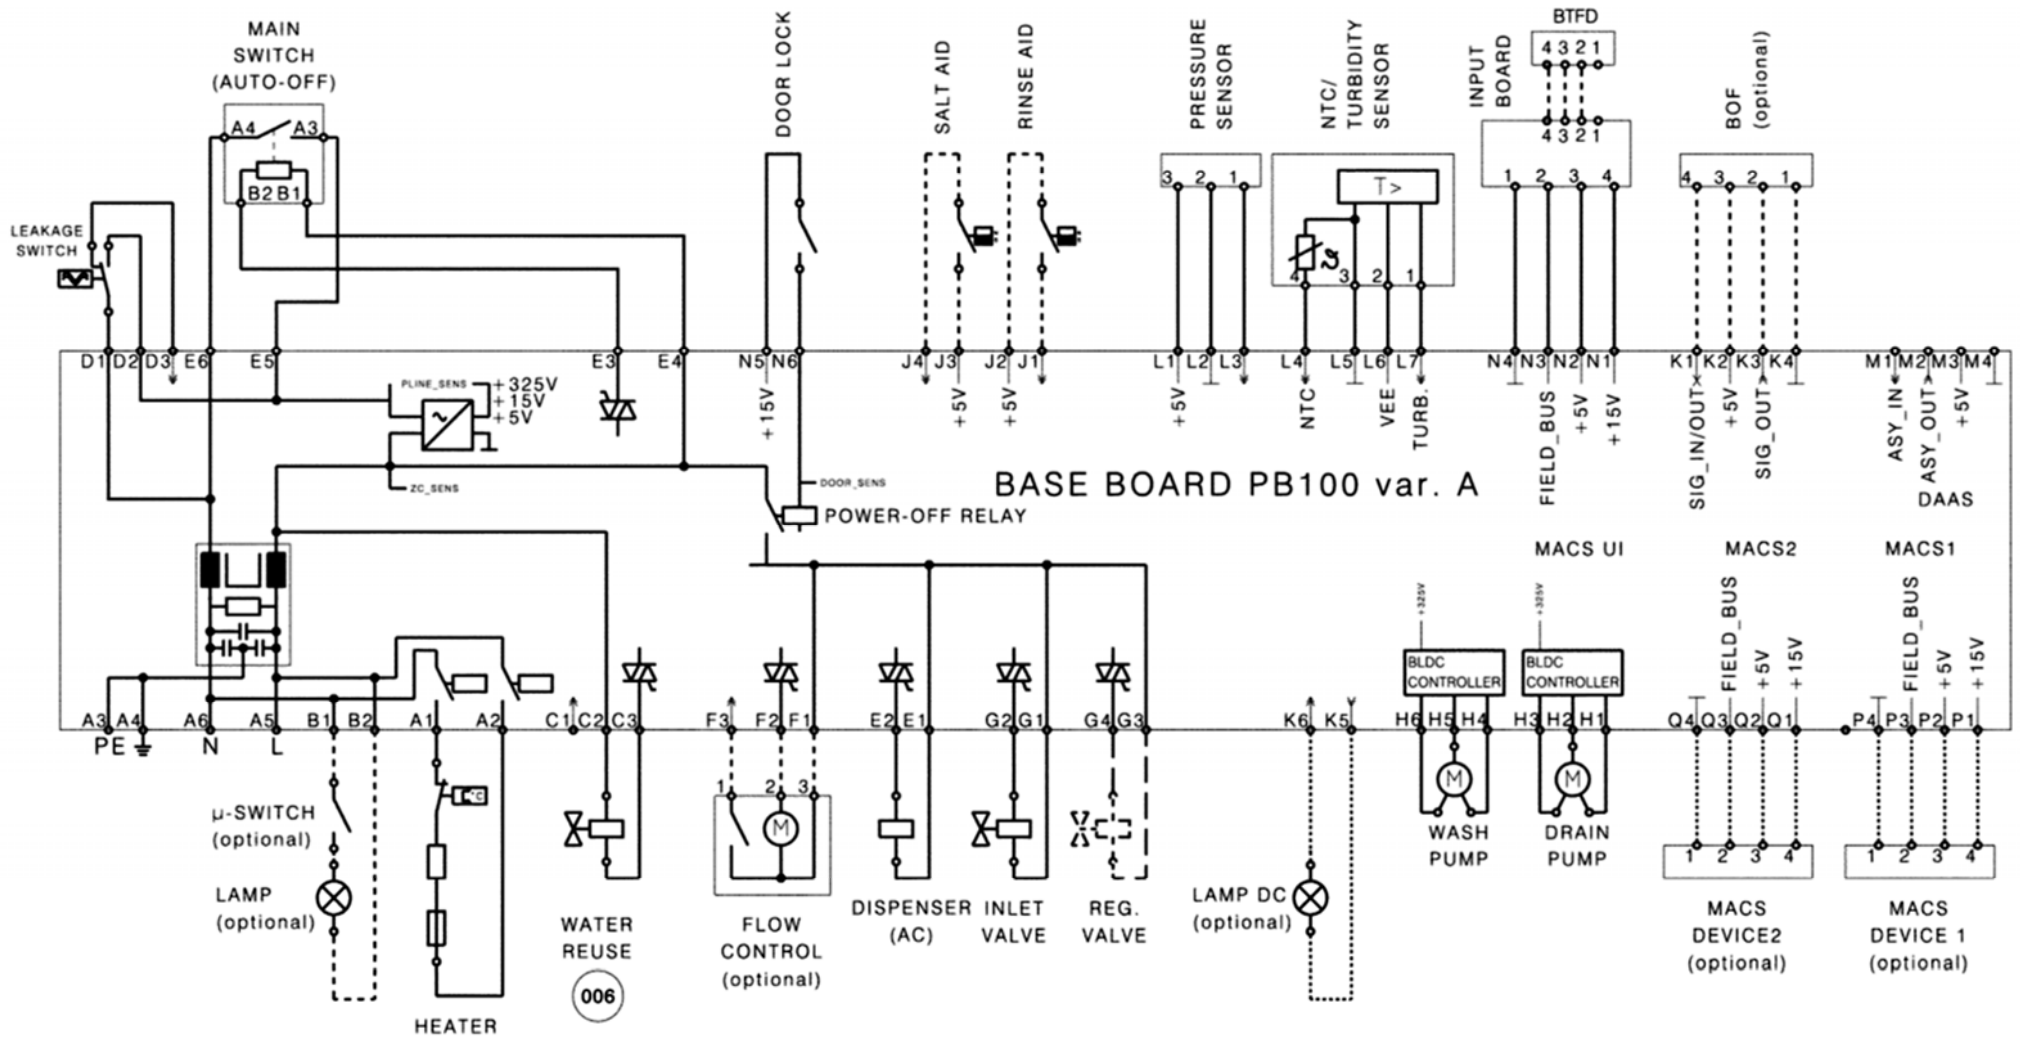 MAIN
SWITCH
(AUTO-OFF)
A4 A3
B2 B1
LEAKAGE
SWITCH
DOOR LOCK
SALT AID
RINSE AID
PRESSURE
SENSOR
3 2 1
NTC/
TURBIDITY
SENSOR
T>
4 3 2 1
INPUT
BOARD
BTFD
4 3 2 1
4 3 2 1
1 2 3 4
BOF
(optional)
4 3 2 1
D1 D2 D3 E6 E5 E3 E4 N5 N6 J4 J3 J2 J1 L1 L2 L3 L4 L5 L6 L7 N4 N3 N2 N1 K1 K2 K3 K4 M1 M2 M3 M4
PLINE_SENS
+325V
+15V
+5V
ZC_SENS
+15V
+5V
+5V
+5V
NTC
VEE
TURB.
FIELD_BUS
+5V
+15V
SIG_IN/OUT
+5V
SIG_OUT
ASY_IN
ASY_OUT
+5V
DAAS
DOOR_SENS
POWER-OFF RELAY
BASE BOARD PB100 var. A
MACS UI
MACS2
MACS1
+325V
+325V
BLDC
CONTROLLER
BLDC
CONTROLLER
FIELD_BUS
+5V
+15V
FIELD_BUS
+5V
+15V
A3 A4 A6 A5 B1 B2 A1 A2 C1 C2 C3 F3 F2 F1 E2 E1 G2 G1 G4 G3 K6 K5 H6 H5 H4 H3 H2 H1 Q4 Q3 Q2 Q1 P4 P3 P2 P1
PE N L
µ-SWITCH
(optional)
LAMP
(optional)
°C
HEATER
WATER
REUSE
006
1 2 3
M
FLOW
CONTROL
(optional)
DISPENSER
(AC)
INLET
VALVE
REG.
VALVE
LAMP DC
(optional)
M
WASH
PUMP
M
DRAIN
PUMP
1 2 3 4
MACS
DEVICE2
(optional)
1 2 3 4
MACS
DEVICE 1
(optional)